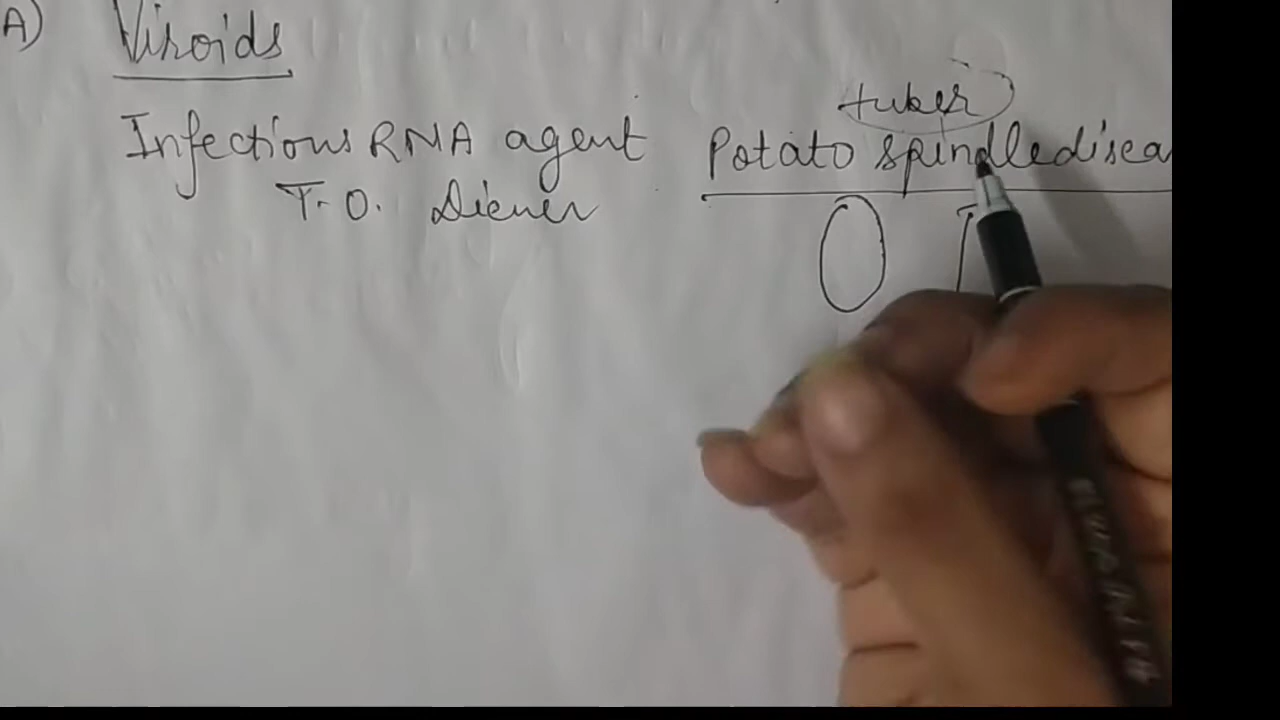 A) Viroids
tuber
Infectious RNA agent Potato spindle disea
T.O. Diener